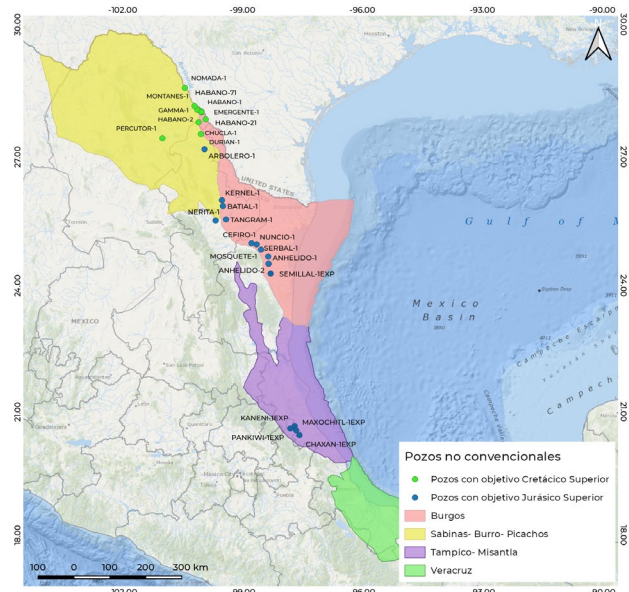 -102.00 -99.00 -96.00 -93.00 -90.00
30.00 30.00
N
Houston
San Antonio
NOMADA-1
MONTANES-1 HABANO-71
HABANO-1
GAMMA-1 EMERGENTE-1
HABANO-2 HABANO-21
PERCUTOR-1 CHUCLA-1
DURIAN-1
27.00 27.00
ARBOLERO-1
UNITED STATES
KERNEL-1
BATIAL-1
NERITA-1 TANGRAM-1
Gulf of M
CEFIRO-1 NUNCIO-1
SERBAL-1
MOSQUETE-1 ANHELIDO-1
ANHELIDO-2 SEMILLAL-1EXP
24.00 24.00
Mexico
Basin
MEXICO
Campeche Escarp
Campech
21.00 21.00
KANENI-1EXP MAXOCHITL-1EXP
PANKIWI-1EXP CHAXAN-1EXP
Pozos no convencionales
Pozos con objetivo Cretácico Superior
Pozos con objetivo Jurásico Superior
Burgos
Sabinas- Burro- Picachos
Tampico- Misantla
Veracruz
18.00 18.00
100 0 100 200 300 km
-102.00 -99.00 -96.00 -93.00 -90.00